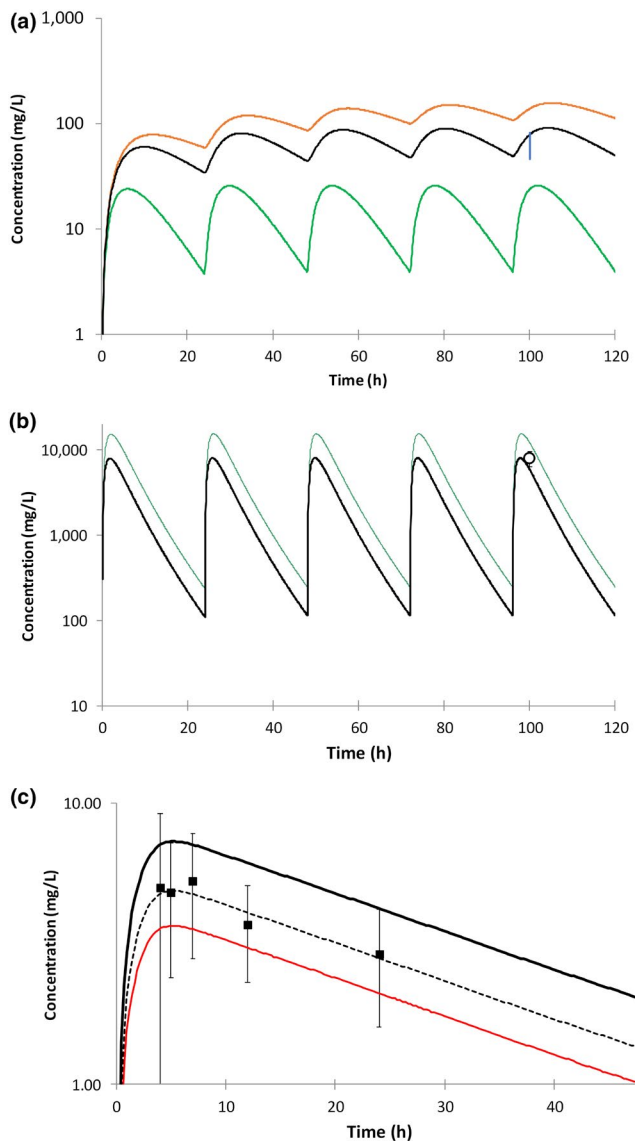 (a)
1,000
100
10
1
Concentration (mg/L)
0 20 40 60 80 100 120
Time (h)
(b)
10,000
1,000
100
10
Concentration (mg/L)
0 20 40 60 80 100 120
Time (h)
(c)
10.00
1.00
Concentration (mg/L)
0 10 20 30 40
Time (h)